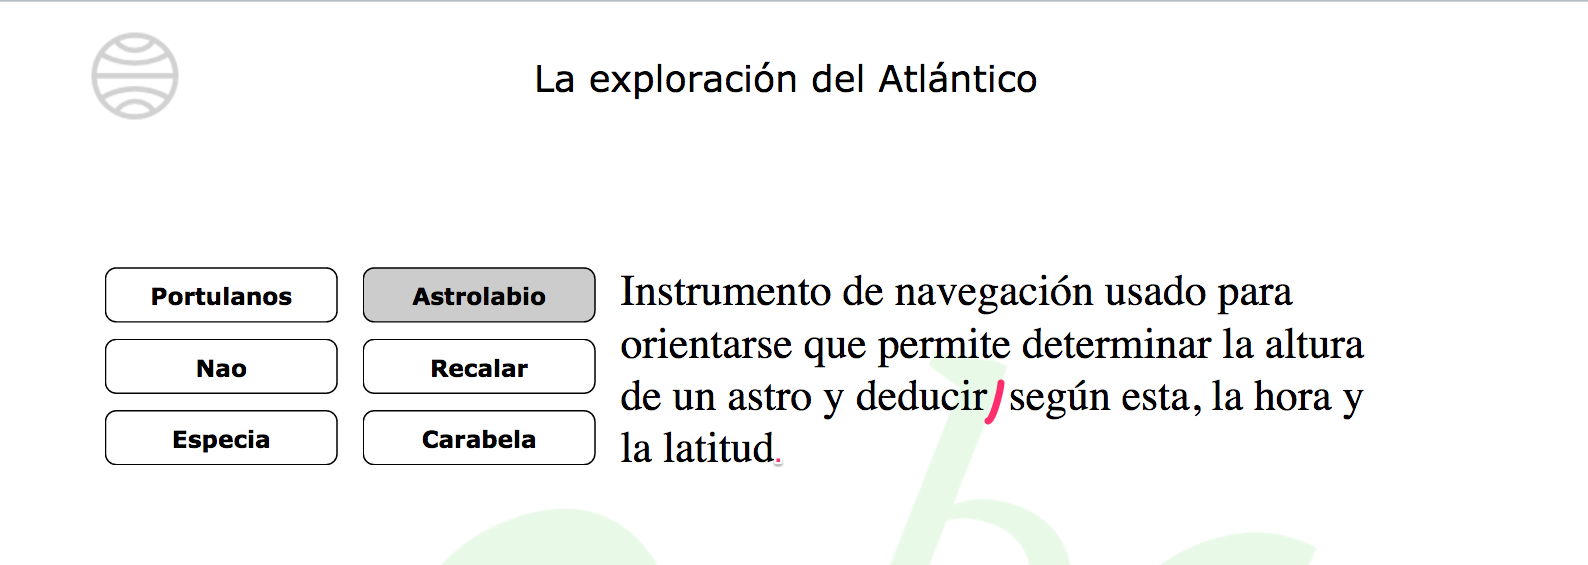 La exploración del Atlántico
Portulanos
Astrolabio
Nao
Recalar
Especia
Carabela
Instrumento de navegación usado para
orientarse que permite determinar la altura
de un astro y deducir, según esta, la hora y
la latitud.